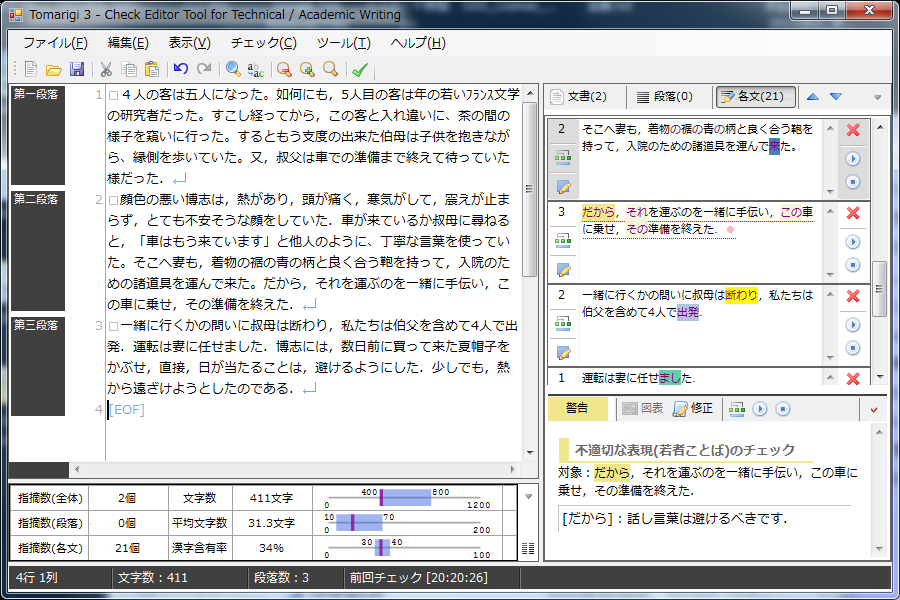 Tomarigi 3 - Check Editor Tool for Technical / Academic Writing
ファイル(F) 編集(E) 表示(V) チェック(C) ツール(T) ヘルプ(H)
第一段落
1 □４人の客は五人になった。如何にも，5人目の客は年の若いフランス文学
の研究者だった。すこし経ってから，この客と入れ違いに、茶の間の
様子を窺いに行った。するともう支度の出来た伯母は子供を抱きなが
ら、縁側を歩いていた。又，叔父は車での準備まで終えて待っていた
様だった．
第二段落
2 □顔色の悪い博志は，熱があり，頭が痛く，寒気がして，震えが止ま
らず，とても不安そうな顔をしていた．車が来ているか叔母に尋ねる
と，「車はもう来ています」と他人のように、丁寧な言葉を使ってい
た。そこへ妻も，着物の裾の青の柄と良く合う鞄を持って，入院のた
めの諸道具を運んで来た。だから，それを運ぶのを一緒に手伝い，こ
の車に乗せ，その準備を終えた．
第三段落
3 □一緒に行くかの問いに叔母は断わり，私たちは伯父を含めて4人で出
発．運転は妻に任せました．博志には，数日前に買って来た夏帽子を
かぶせ，直接，日が当たることは，避けるようにした．少しでも，熱
から遠ざけようとしたのである．
4 [EOF]
指摘数(全体) 2個 文字数 411文字 0 400 800 1200
指摘数(段落) 0個 平均文字数 31.3文字 0 10 70 200
指摘数(各文) 21個 漢字含有率 34% 0 30 40 100
文書(2) 段落(0) 各文(21)
2 そこへ妻も，着物の裾の青の柄と良く合う鞄を
持って，入院のための諸道具を運んで来た。
3 だから，それを運ぶのを一緒に手伝い，この車
に乗せ，その準備を終えた．
2 一緒に行くかの問いに叔母は断わり，私たちは
伯父を含めて4人で出発．
1 運転は妻に任せました．
警告 図表 修正
不適切な表現(若者ことば)のチェック
対象：だから，それを運ぶのを一緒に手伝い，この車に
乗せ，その準備を終えた．
[だから]：話し言葉は避けるべきです．
4行 1列 文字数：411 段落数：3 前回チェック [20:20:26]